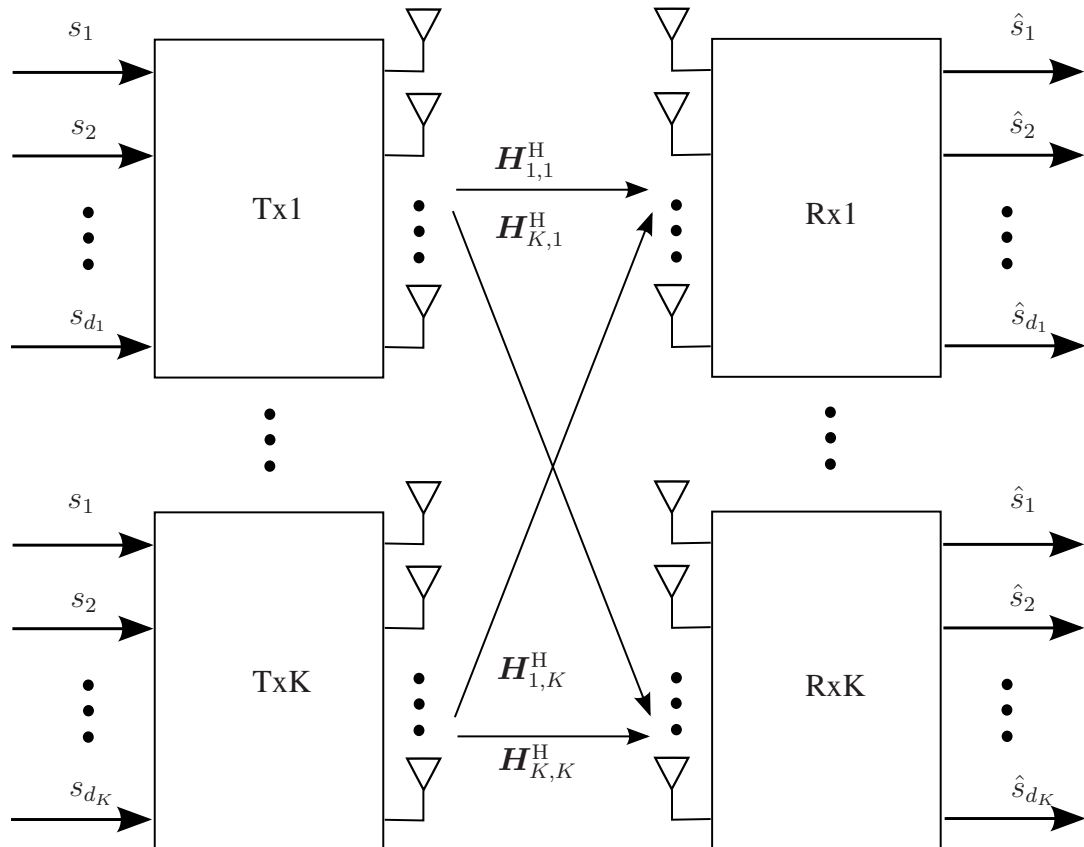 s_1
s_2
s_{d_1}
Tx1
H_{1,1}^H
H_{K,1}^H
Rx1
ŝ_1
ŝ_2
ŝ_{d_1}
s_1
s_2
s_{d_K}
TxK
H_{1,K}^H
H_{K,K}^H
RxK
ŝ_1
ŝ_2
ŝ_{d_K}